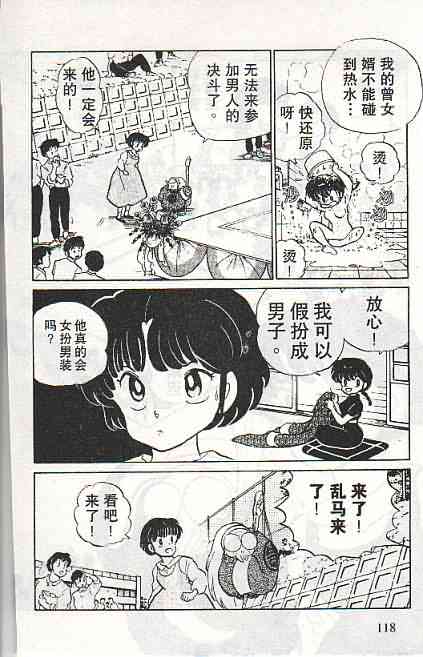 我的曾女
婿不能碰
到热水…
快还原
呀！
烫！
烫！
无法来参
加男人的
决斗了。
他一定会
来的！
放心！
我可以
假扮成
男子。
他真的会
女扮男装
吗？
来了！
乱马来
了！
看吧！
来了！
118